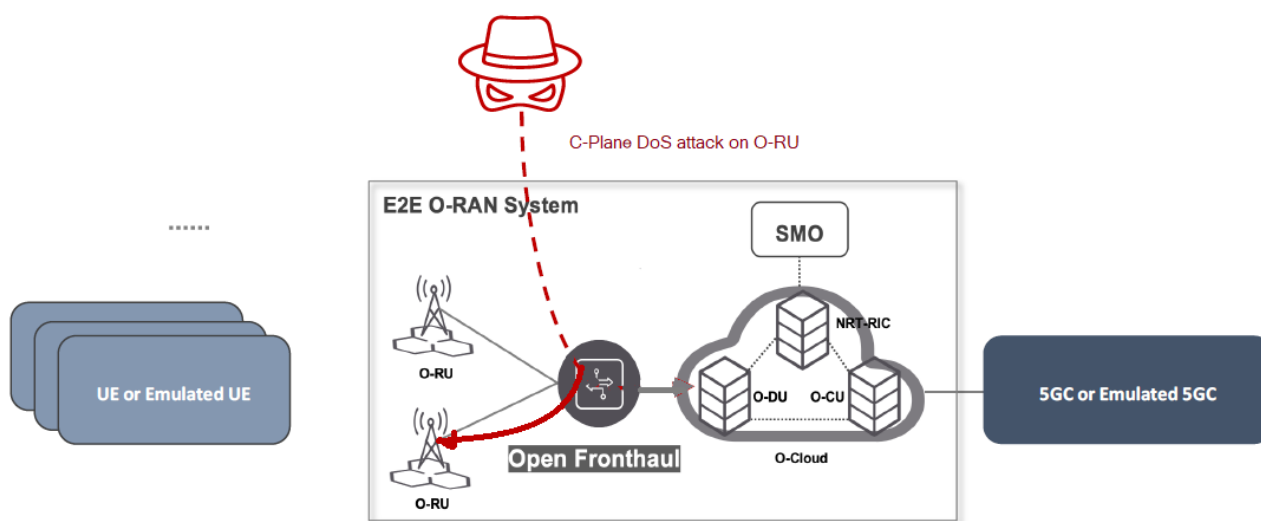 C-Plane DoS attack on O-RU
E2E O-RAN System
SMO
NRT-RIC
O-RU
O-DU
O-CU
UE or Emulated UE
5GC or Emulated 5GC
Open Fronthaul
O-Cloud
O-RU